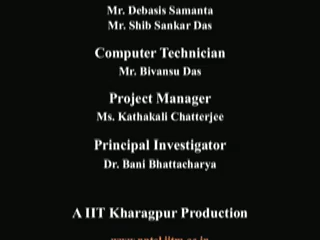 Mr. Debasis Samanta
Mr. Shib Sankar Das
Computer Technician
Mr. Bivansu Das
Project Manager
Ms. Kathakali Chatterjee
Principal Investigator
Dr. Bani Bhattacharya
A IIT Kharagpur Production